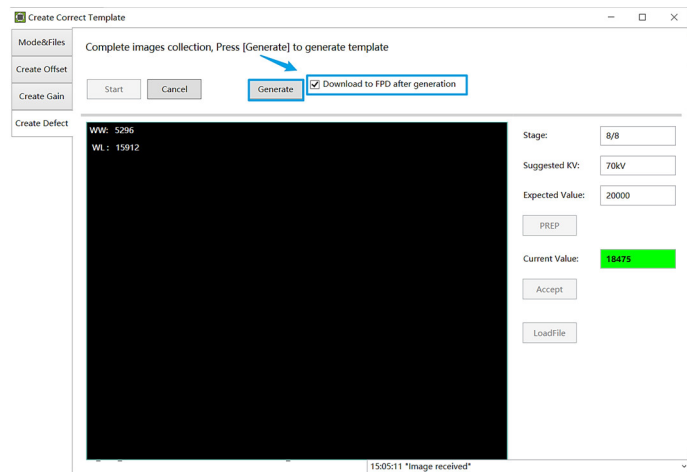 Create Correct Template
Mode&Files
Create Offset
Create Gain
Create Defect
Complete images collection, Press [Generate] to generate template
Start
Cancel
Generate
Download to FPD after generation
WW: 5296
WL: 15912
Stage: 8/8
Suggested KV: 70kV
Expected Value: 20000
PREP
Current Value: 18475
Accept
LoadFile
15:05:11 "Image received"